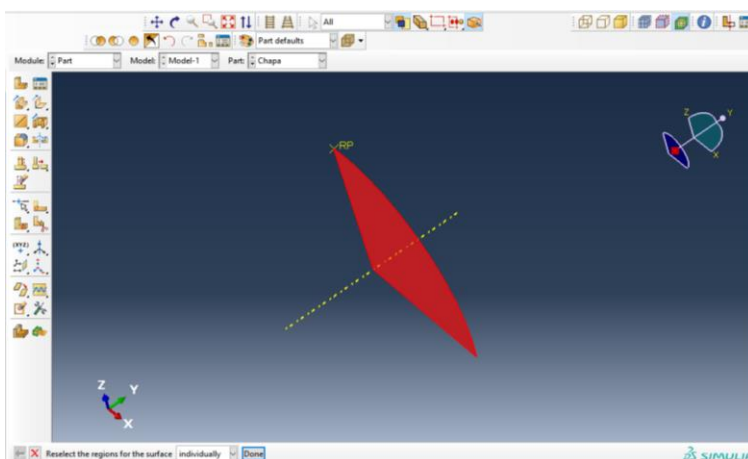 All
Part defaults
Module: Part Model: Model-1 Part: Chapa
RP
Z
Y
X
Z
Y
X
Reselect the regions for the surface individually Done
SIMULI